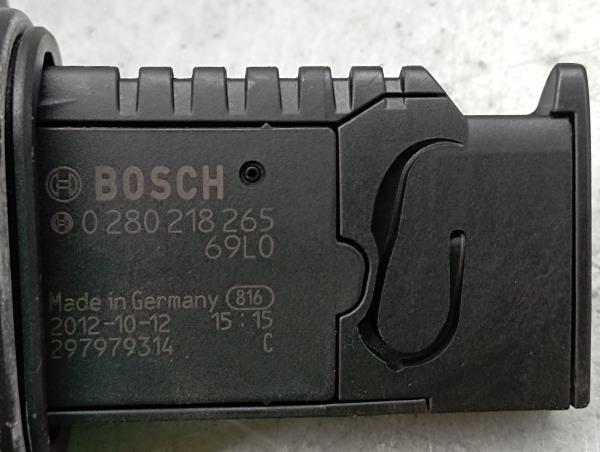 BOSCH
0 280 218 265
69L0
Made in Germany 816
2012-10-12 15:15
297979314 C